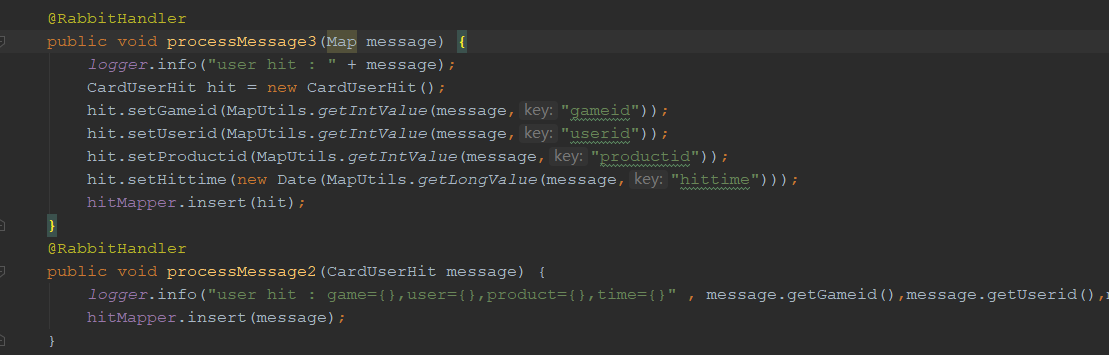 @RabbitHandler
public void processMessage3(Map message) {
logger.info("user hit : " + message);
CardUserHit hit = new CardUserHit();
hit.setGameid(MapUtils.getIntValue(message, key: "gameid"));
hit.setUserid(MapUtils.getIntValue(message, key: "userid"));
hit.setProductid(MapUtils.getIntValue(message, key: "productid"));
hit.setHittime(new Date(MapUtils.getLongValue(message, key: "hittime")));
hitMapper.insert(hit);
}
@RabbitHandler
public void processMessage2(CardUserHit message) {
logger.info("user hit : game={},user={},product={},time={}" , message.getGameid(),message.getUserid(),
hitMapper.insert(message);
}